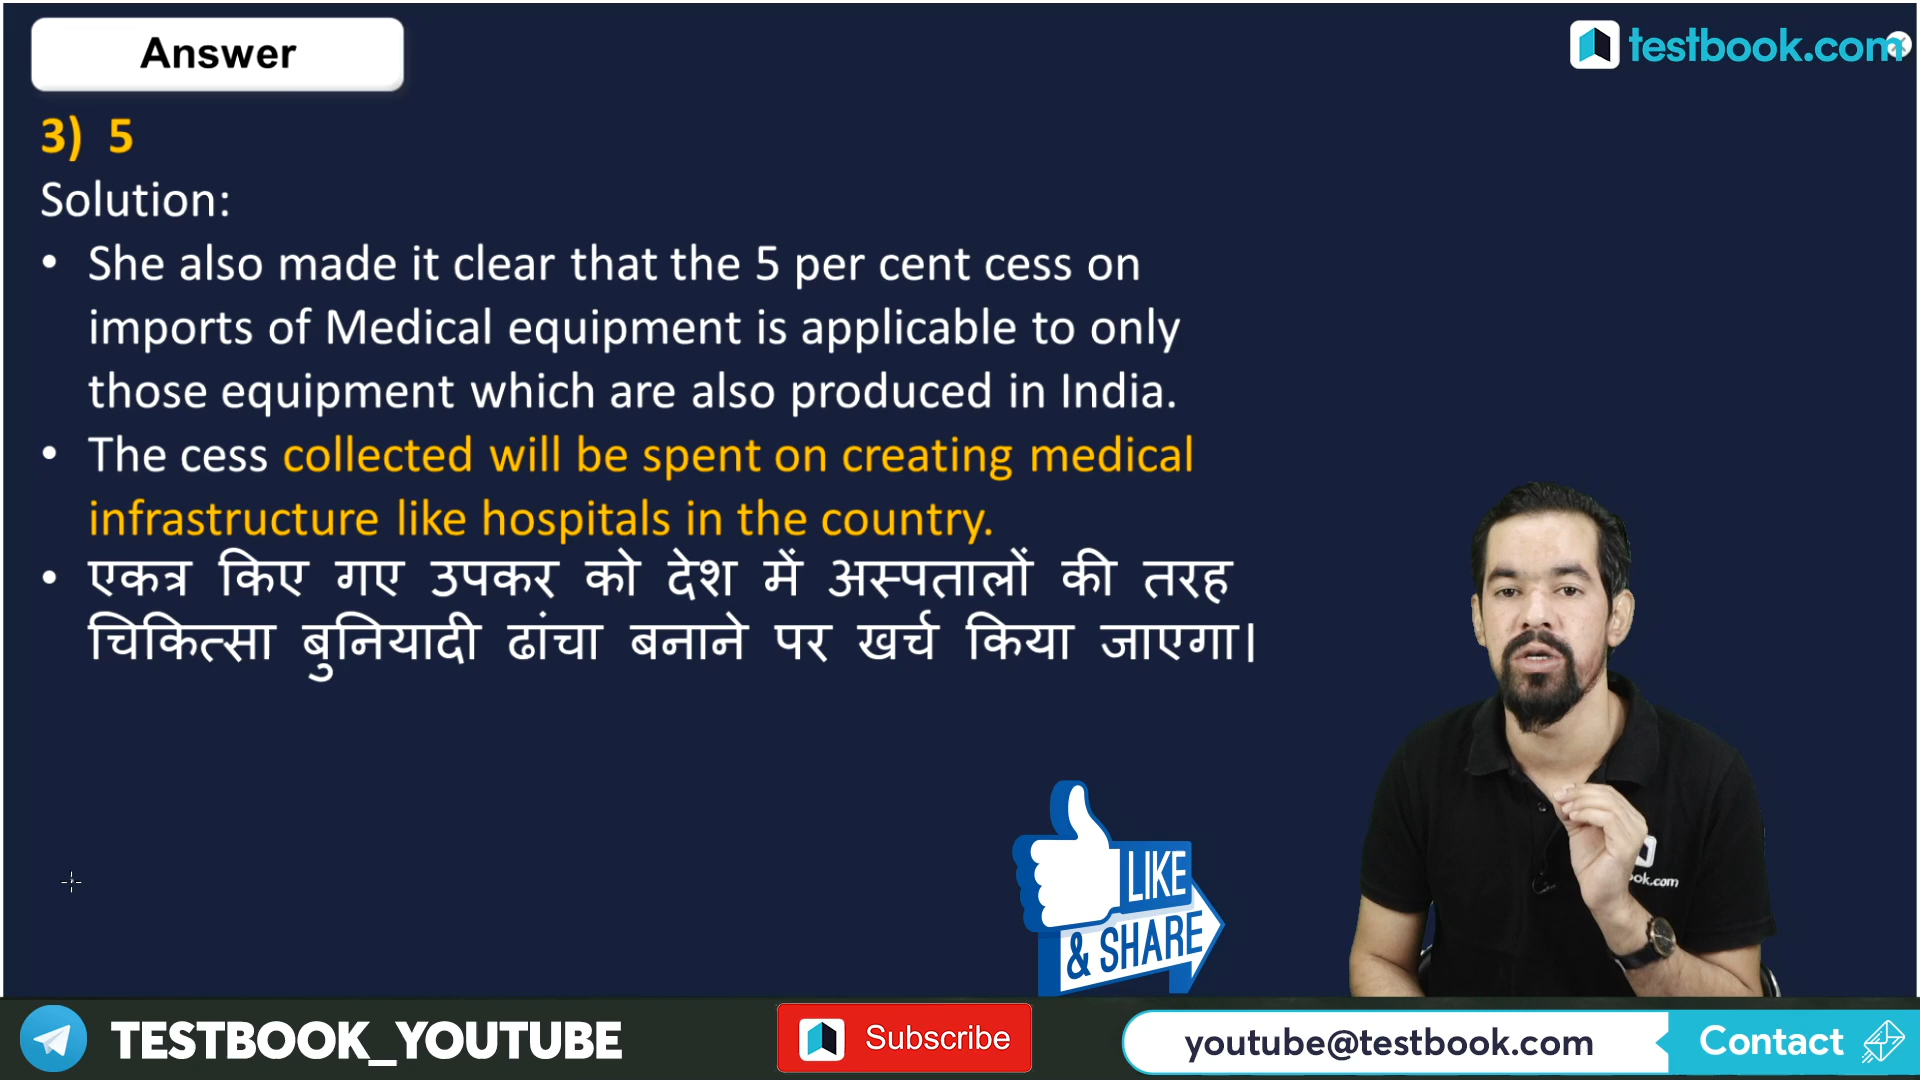 Answer
testbook.com
3) 5
Solution:
• She also made it clear that the 5 per cent cess on
imports of Medical equipment is applicable to only
those equipment which are also produced in India.
• The cess collected will be spent on creating medical
infrastructure like hospitals in the country.
• एकत्र किए गए उपकर को देश में अस्पतालों की तरह
चिकित्सा बुनियादी ढांचा बनाने पर खर्च किया जाएगा।
LIKE
& SHARE
ook.com
TESTBOOK_YOUTUBE
Subscribe
youtube@testbook.com
Contact